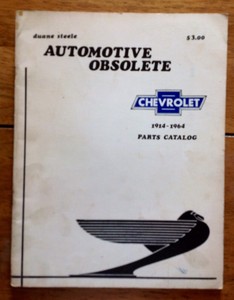 duane steele $3.00
AUTOMOTIVE
OBSOLETE
CHEVROLET
1914-1964
PARTS CATALOG